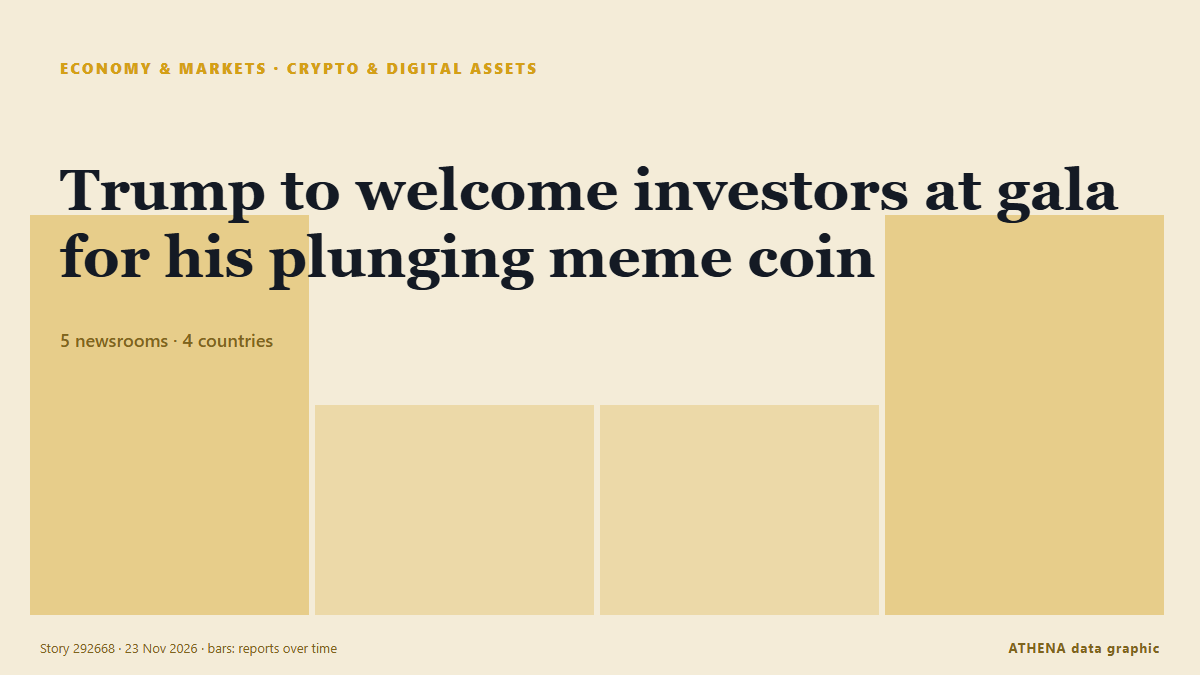 ECONOMY & MARKETS · CRYPTO & DIGITAL ASSETS
Trump to welcome investors at gala
for his plunging meme coin
5 newsrooms · 4 countries
Story 292668 · 23 Nov 2026 · bars: reports over time
ATHENA data graphic